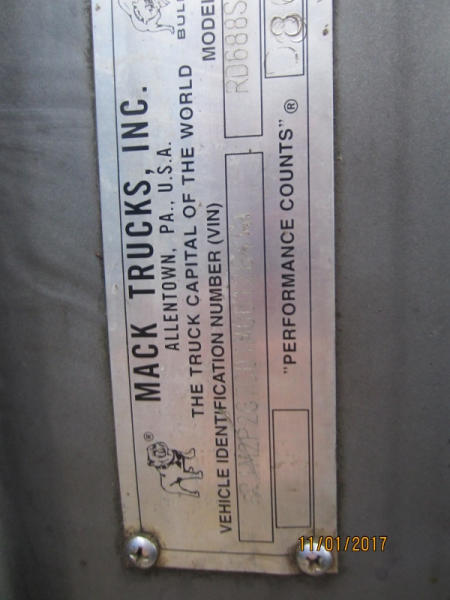 MACK TRUCKS, INC.
ALLENTOWN, PA., U.S.A.
THE TRUCK CAPITAL OF THE WORLD
VEHICLE IDENTIFICATION NUMBER (VIN)
MODEL
RD688S
"PERFORMANCE COUNTS"®
11/01/2017